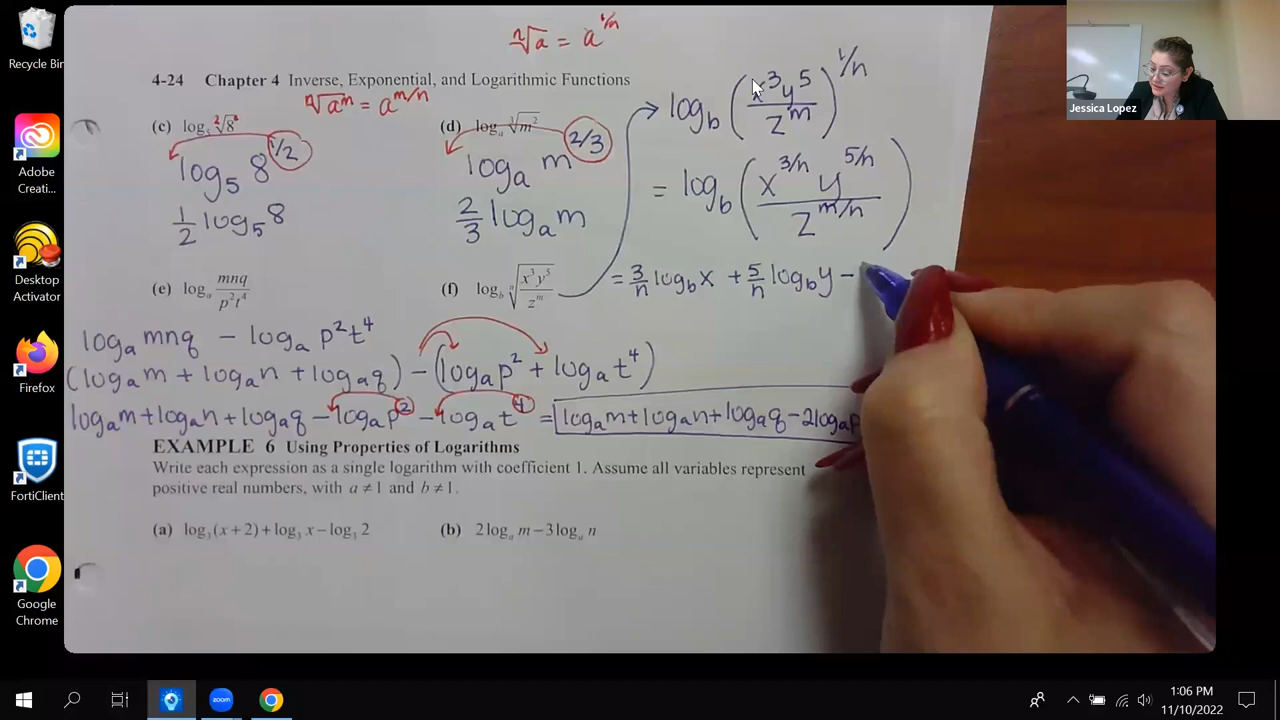 Recycle Bin
Adobe
Creati...
Desktop
Activator
Firefox
FortiClient
Google
Chrome
ⁿ√a = a^1/n
4-24 Chapter 4 Inverse, Exponential, and Logarithmic Functions
ⁿ√a^m = a^m/n
(c) log₅ ²√8¹
log₅ 8^1/2
1/2 log₅ 8
(d) logₐ ³√m²
logₐ m^2/3
2/3 logₐ m
(e) logₐ mnq/p²t⁴
(f) log_b ⁿ√x³y⁵/z^m
log_b (x³y⁵/z^m)^1/n
= log_b (x^3/n y^5/n / z^m/n)
= 3/n log_b x + 5/n log_b y −
logₐ mnq − logₐ p²t⁴
(logₐ m + logₐ n + logₐ q) − (logₐ p² + logₐ t⁴)
logₐ m + logₐ n + logₐ q − logₐ p² − logₐ t⁴ = logₐ m + logₐ n + logₐ q − 2logₐ p
EXAMPLE 6 Using Properties of Logarithms
Write each expression as a single logarithm with coefficient 1. Assume all variables represent
positive real numbers, with a ≠ 1 and b ≠ 1.
(a) log₃(x+2)+log₃ x−log₃ 2
(b) 2logₐ m−3logₐ n
Jessica Lopez
zoom
1:06 PM
11/10/2022